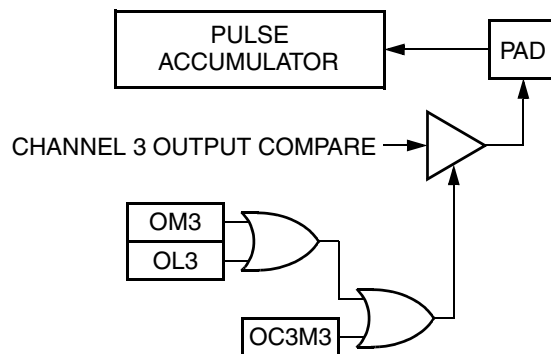 PULSE
ACCUMULATOR
PAD
CHANNEL 3 OUTPUT COMPARE
OM3
OL3
OC3M3